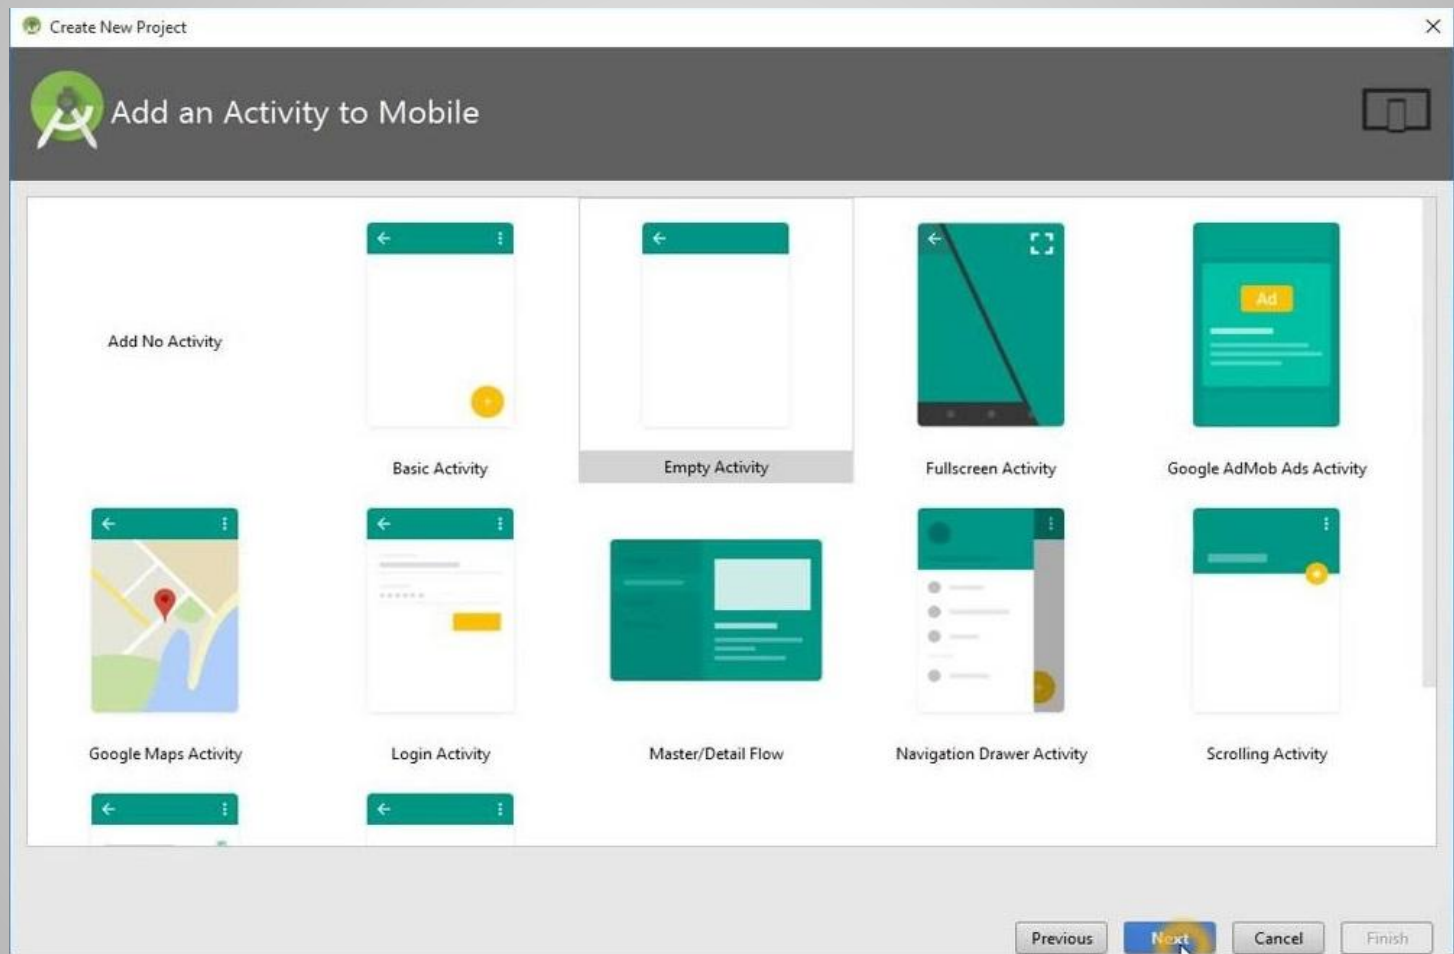 Create New Project
Add an Activity to Mobile
Add No Activity
Basic Activity
Empty Activity
Fullscreen Activity
Ad
Google AdMob Ads Activity
Google Maps Activity
Login Activity
Master/Detail Flow
Navigation Drawer Activity
Scrolling Activity
Previous
Next
Cancel
Finish